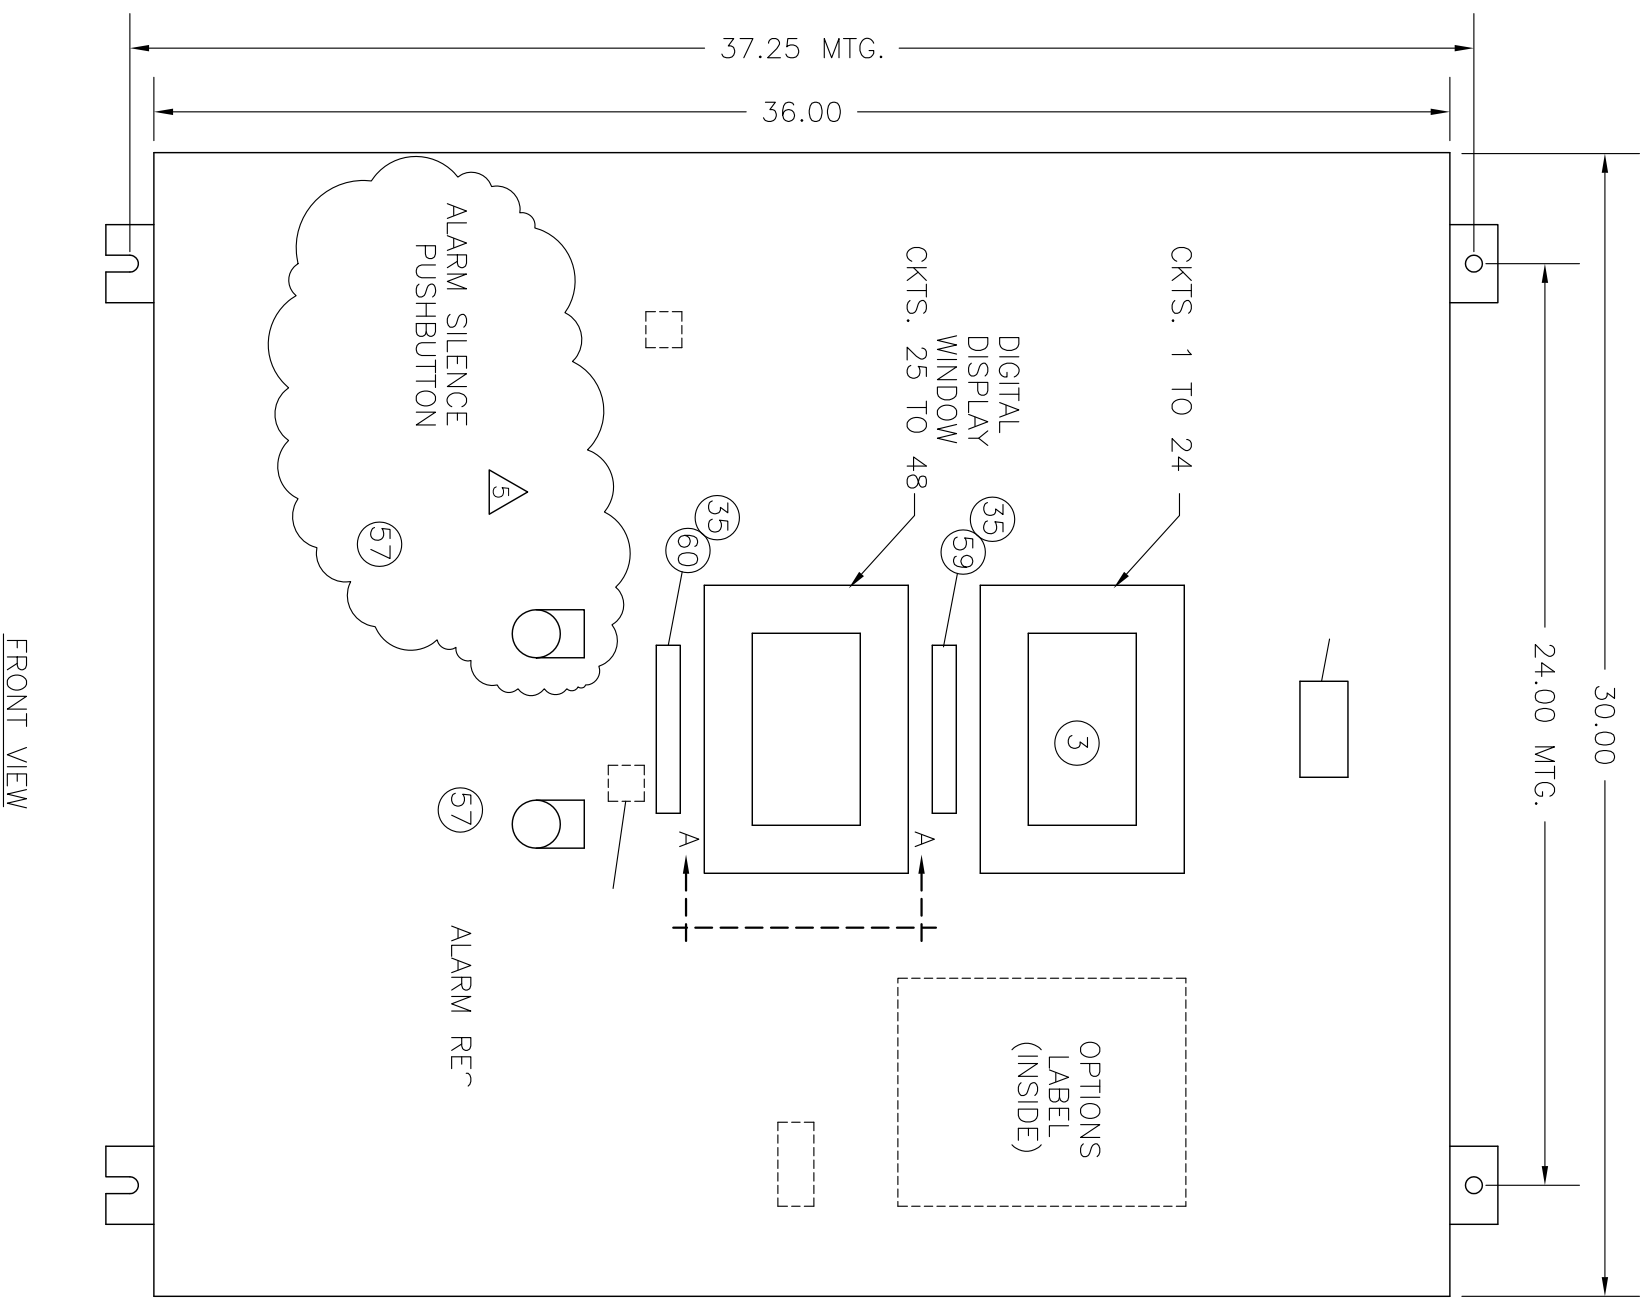 37.25 MTG.
36.00
30.00
24.00 MTG.
CKTS. 1 TO 24
DIGITAL
DISPLAY
WINDOW
CKTS. 25 TO 48
35
59
3
35
60
ALARM SILENCE
PUSHBUTTON
5
57
57
A
A
OPTIONS
LABEL
(INSIDE)
ALARM
FRONT VIEW